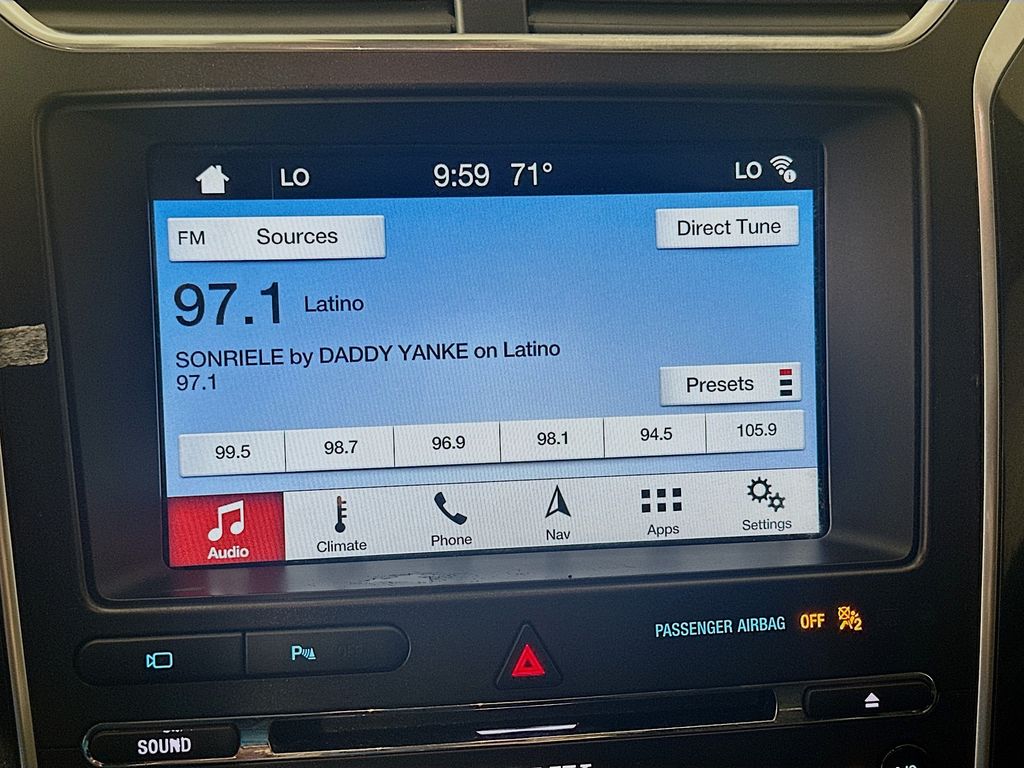 LO 9:59 71° LO
FM Sources Direct Tune
97.1 Latino
SONRIELE by DADDY YANKE on Latino
97.1
Presets
99.5 98.7 96.9 98.1 94.5 105.9
Audio Climate Phone Nav Apps Settings
PASSENGER AIRBAG OFF 2
P OFF
SOUND